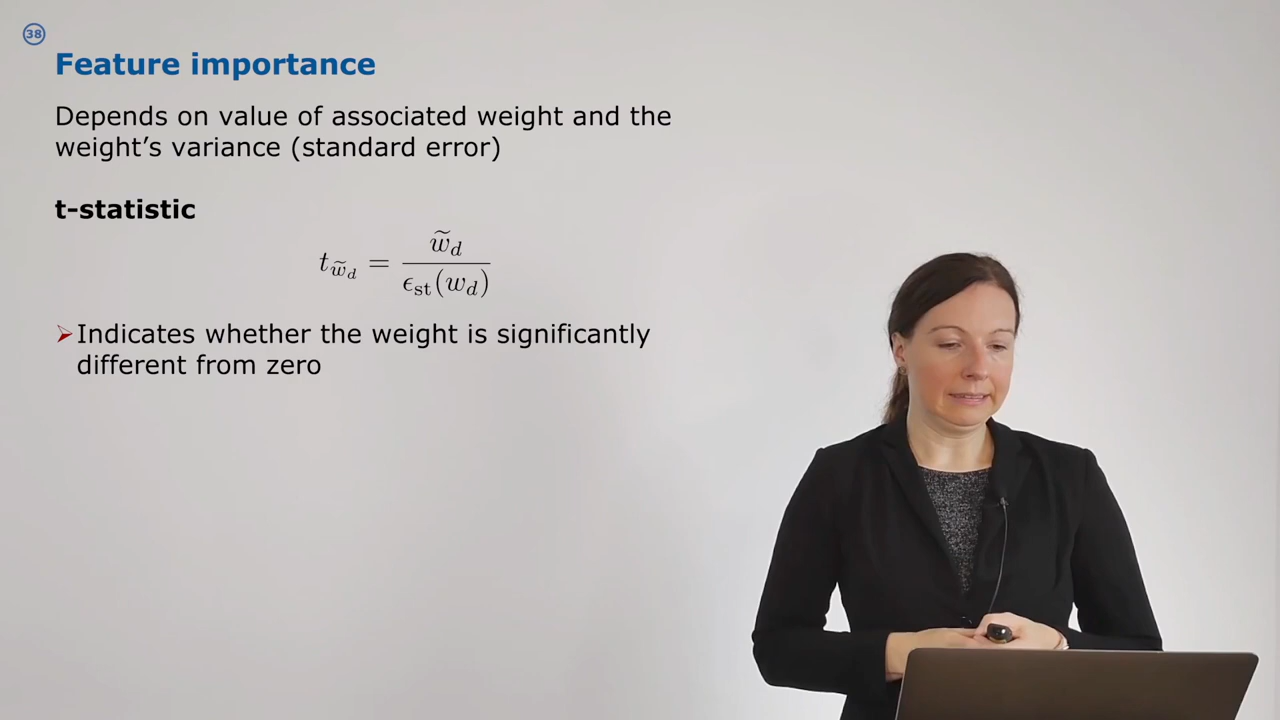 38
Feature importance
Depends on value of associated weight and the
weight's variance (standard error)
t-statistic
$t_{\widetilde{w}_d} = \frac{\widetilde{w}_d}{\epsilon_{\text{st}}(w_d)}$
➢Indicates whether the weight is significantly
different from zero